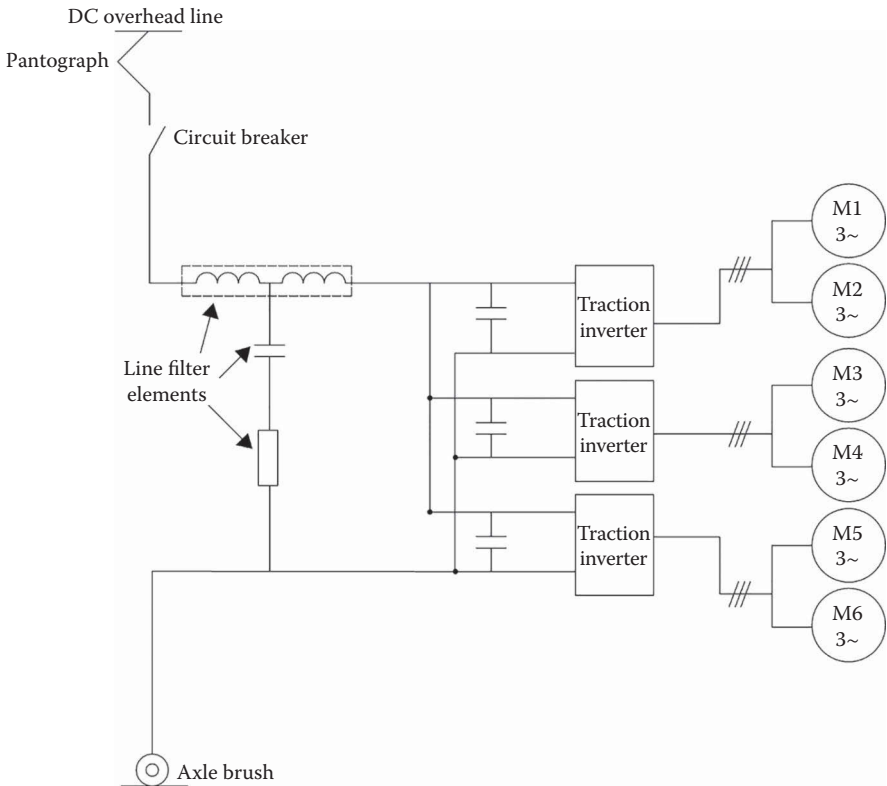 DC overhead line
Pantograph
Circuit breaker
Line filter
elements
Traction
inverter
Traction
inverter
Traction
inverter
M1
3~
M2
3~
M3
3~
M4
3~
M5
3~
M6
3~
Axle brush